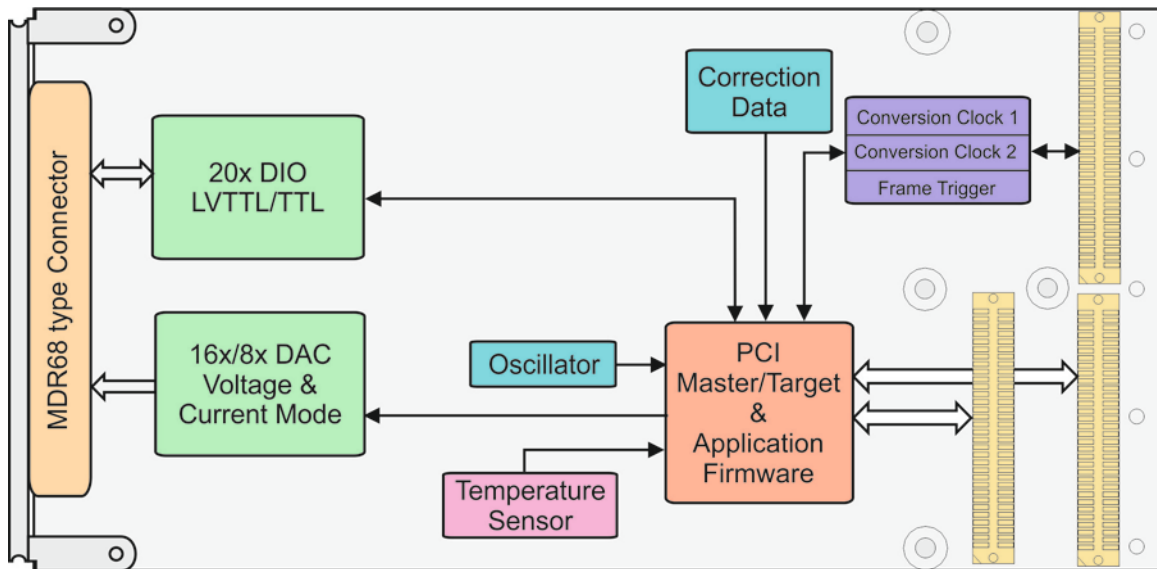 MDR68 type Connector
20x DIO
LVTTL/TTL
16x/8x DAC
Voltage &
Current Mode
Correction
Data
Conversion Clock 1
Conversion Clock 2
Frame Trigger
Oscillator
Temperature
Sensor
PCI
Master/Target
&
Application
Firmware